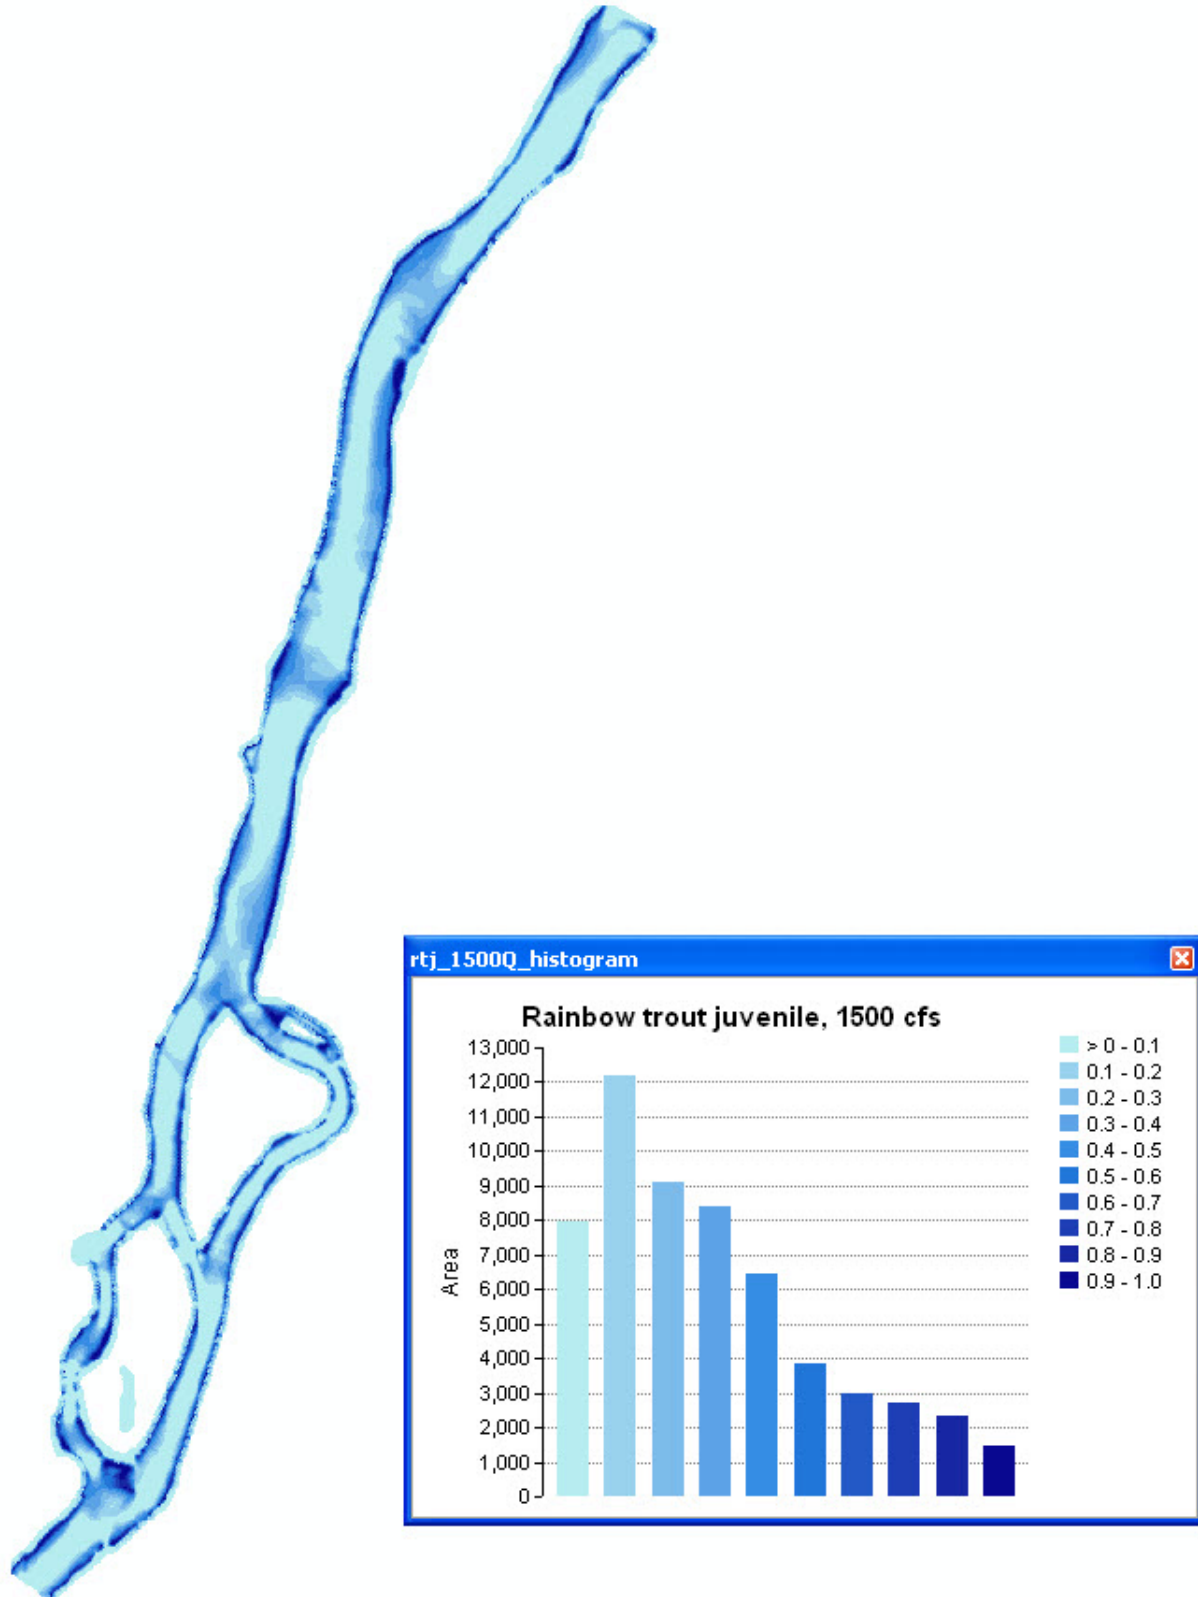 rtj_1500Q_histogram
Rainbow trout juvenile, 1500 cfs
13,000
12,000
11,000
10,000
9,000
8,000
7,000
6,000
5,000
4,000
3,000
2,000
1,000
0
Area
> 0 - 0.1
0.1 - 0.2
0.2 - 0.3
0.3 - 0.4
0.4 - 0.5
0.5 - 0.6
0.6 - 0.7
0.7 - 0.8
0.8 - 0.9
0.9 - 1.0